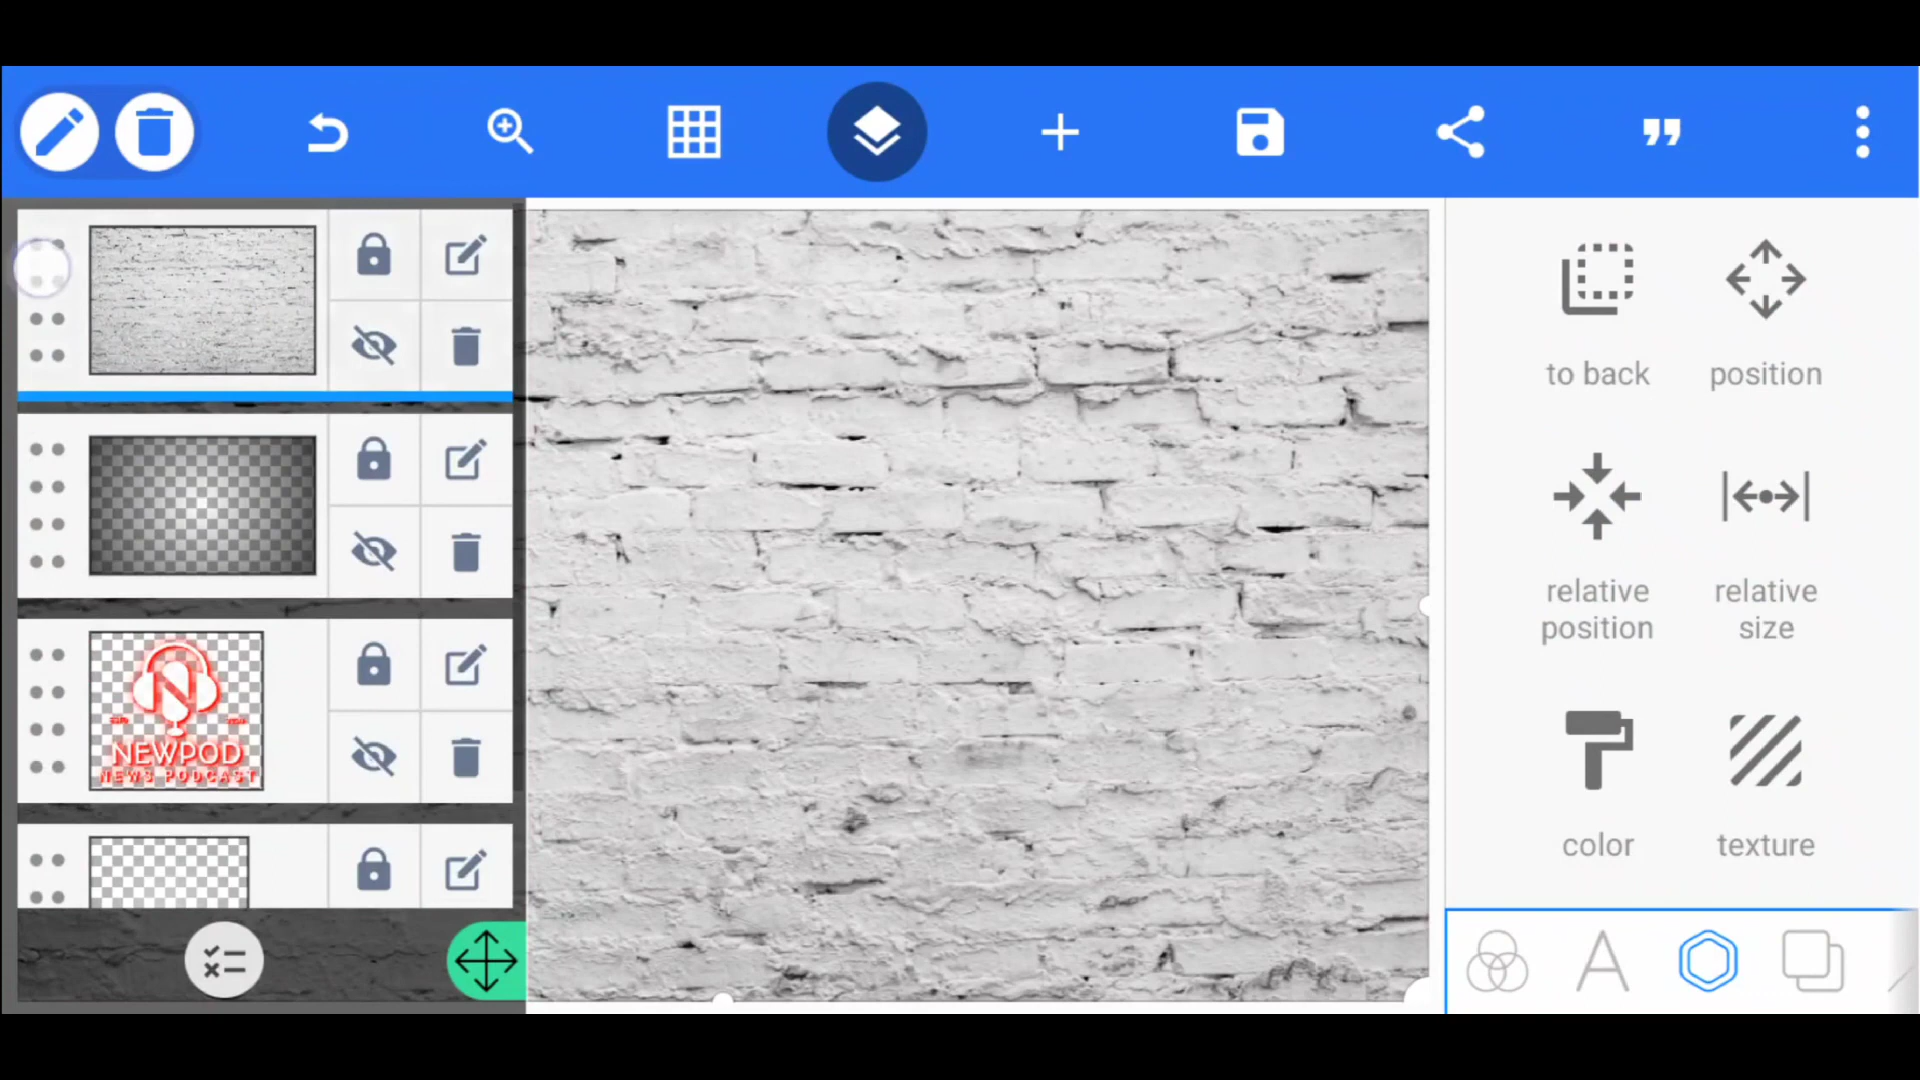 to back
position
relative
position
relative
size
NEWPOD
NEWS PODCAST
color
texture